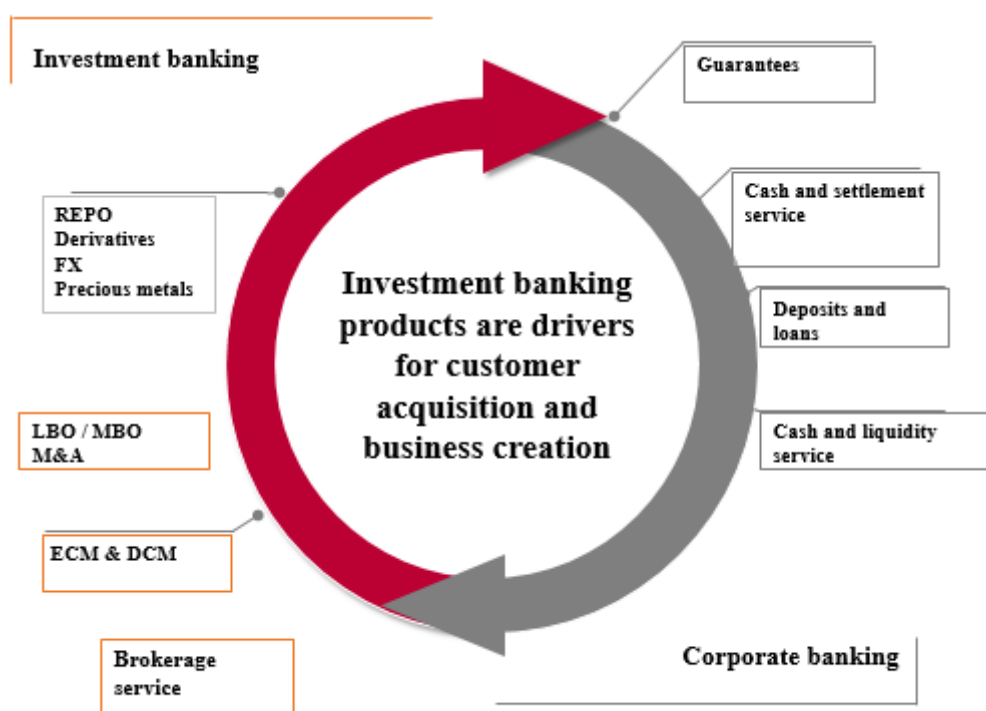 Investment banking
Guarantees
REPO
Derivatives
FX
Precious metals
Cash and settlement
service
Investment banking
products are drivers
for customer
acquisition and
business creation
Deposits and
loans
LBO / MBO
M&A
Cash and liquidity
service
ECM & DCM
Brokerage
service
Corporate banking